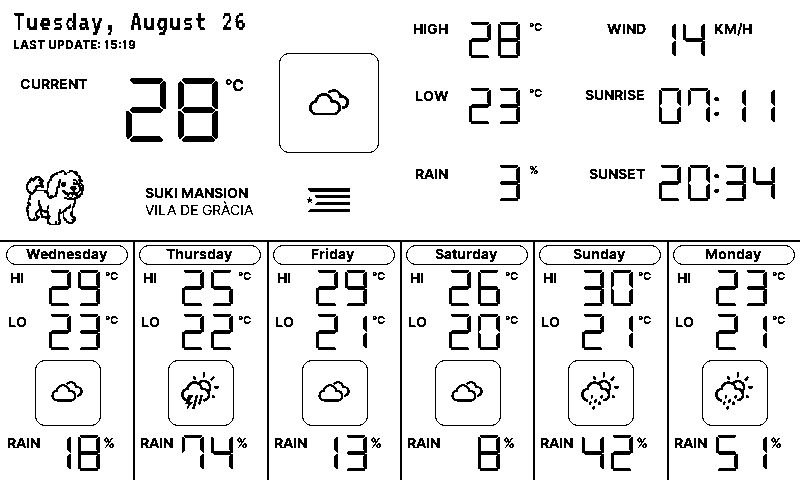 Tuesday, August 26
LAST UPDATE: 15:19
CURRENT 28 °C
HIGH 28 °C
LOW 23 °C
RAIN 3 %
WIND 14 KM/H
SUNRISE 07:11
SUNSET 20:34
SUKI MANSION
VILA DE GRÀCIA
Wednesday
HI 29 °C
LO 23 °C
RAIN 18 %
Thursday
HI 25 °C
LO 22 °C
RAIN 74 %
Friday
HI 29 °C
LO 21 °C
RAIN 13 %
Saturday
HI 26 °C
LO 20 °C
RAIN 8 %
Sunday
HI 30 °C
LO 21 °C
RAIN 42 %
Monday
HI 23 °C
LO 21 °C
RAIN 51 %